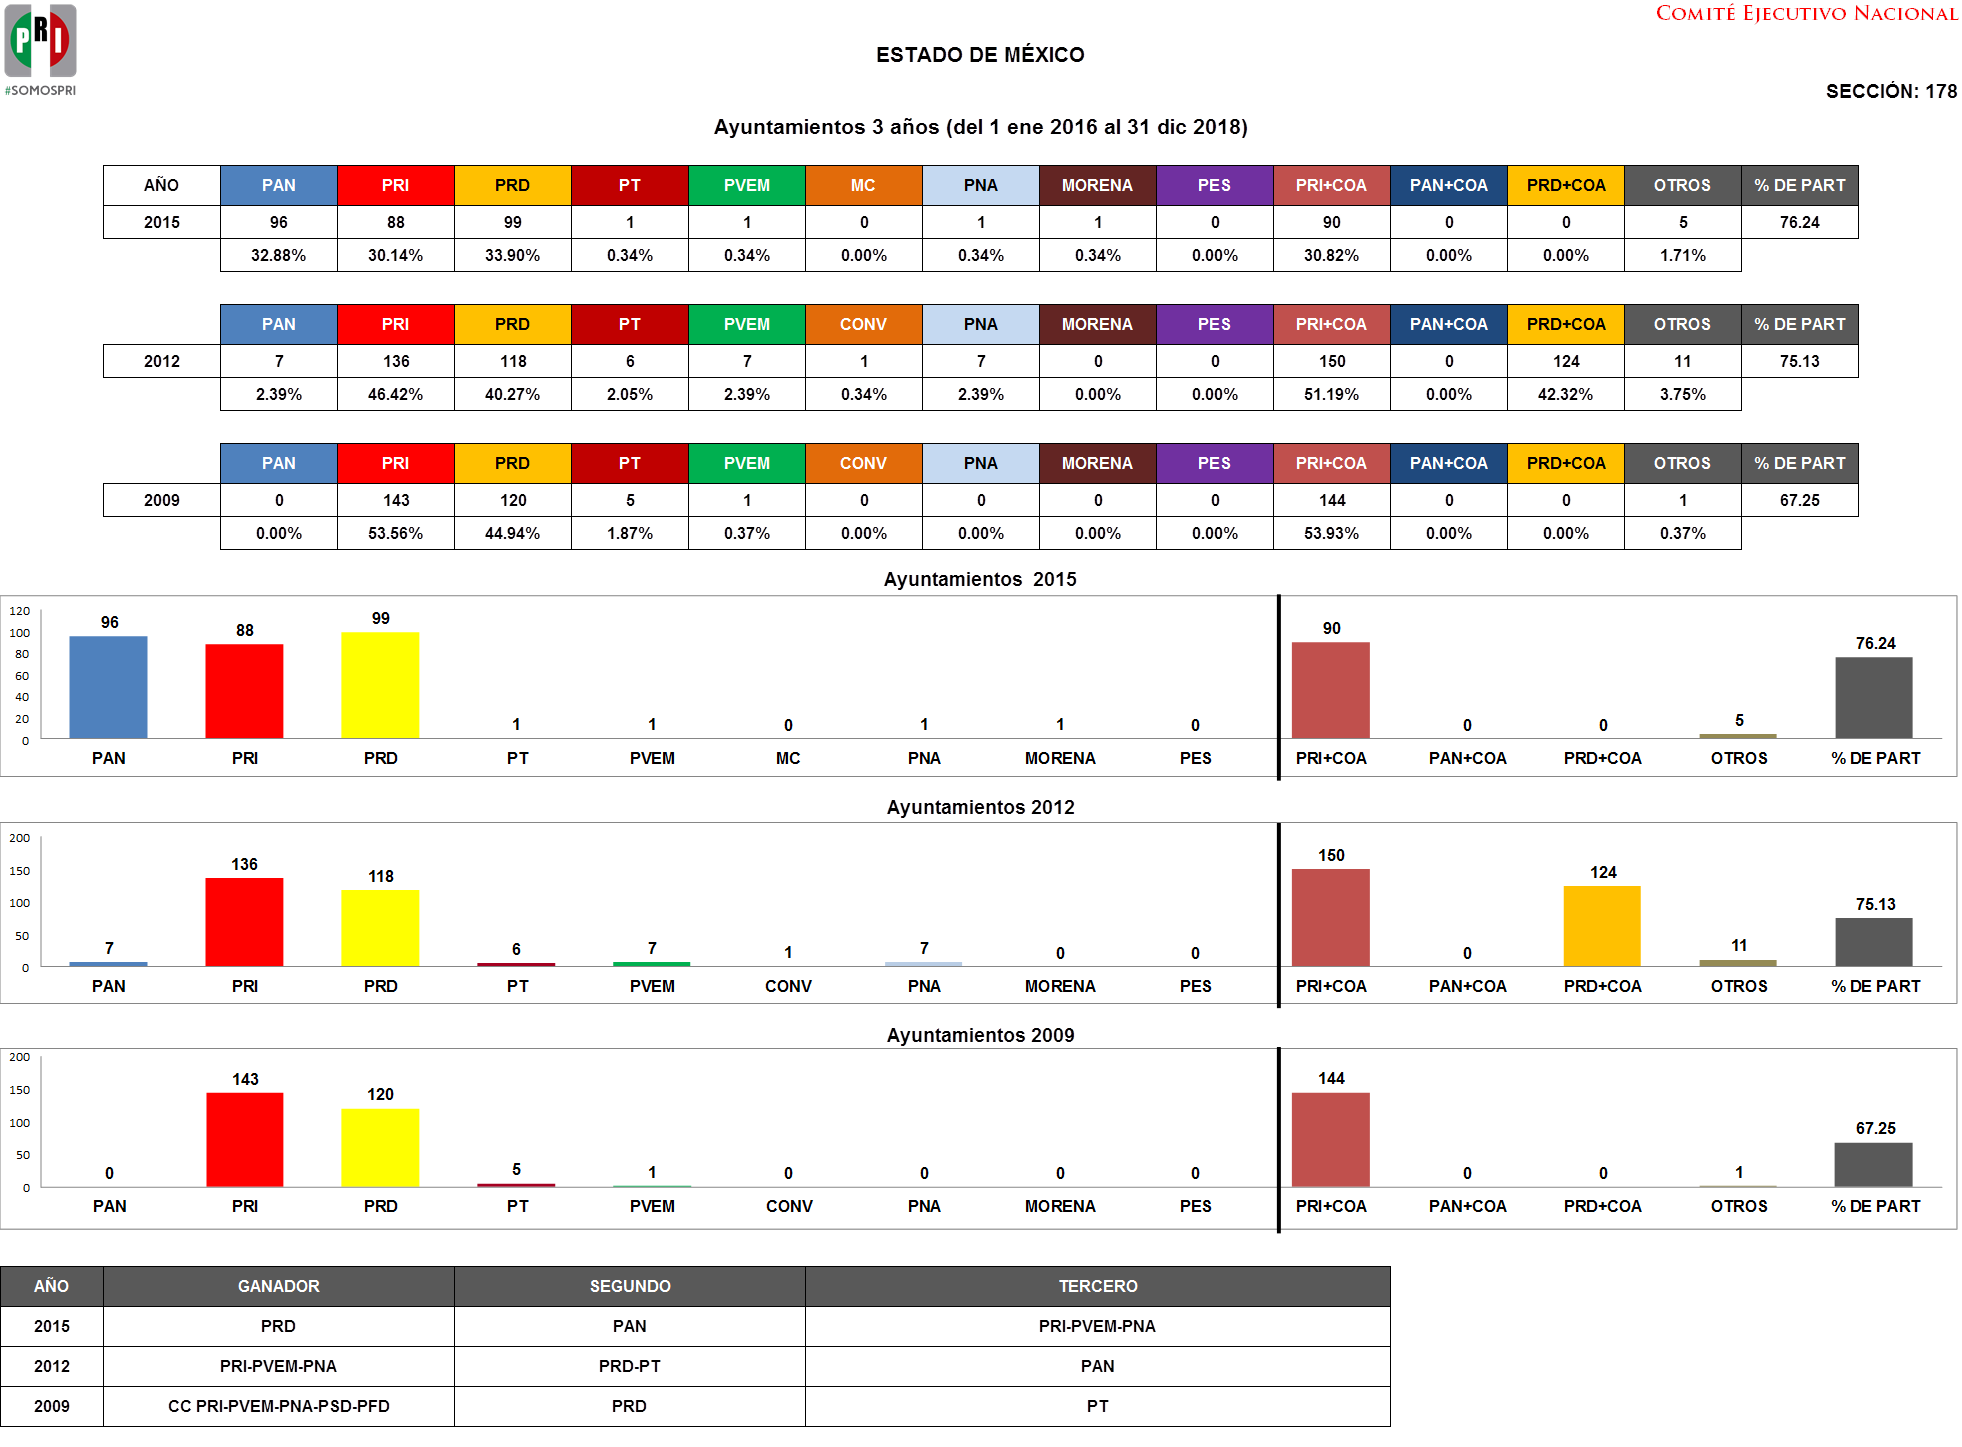 PRI
#SOMOSPRI
COMITÉ EJECUTIVO NACIONAL
ESTADO DE MÉXICO
SECCIÓN: 178
Ayuntamientos 3 años (del 1 ene 2016 al 31 dic 2018)
AÑO PAN PRI PRD PT PVEM MC PNA MORENA PES PRI+COA PAN+COA PRD+COA OTROS % DE PART
2015 96 88 99 1 1 0 1 1 0 90 0 0 5 76.24
32.88% 30.14% 33.90% 0.34% 0.34% 0.00% 0.34% 0.34% 0.00% 30.82% 0.00% 0.00% 1.71%
PAN PRI PRD PT PVEM CONV PNA MORENA PES PRI+COA PAN+COA PRD+COA OTROS % DE PART
2012 7 136 118 6 7 1 7 0 0 150 0 124 11 75.13
2.39% 46.42% 40.27% 2.05% 2.39% 0.34% 2.39% 0.00% 0.00% 51.19% 0.00% 42.32% 3.75%
PAN PRI PRD PT PVEM CONV PNA MORENA PES PRI+COA PAN+COA PRD+COA OTROS % DE PART
2009 0 143 120 5 1 0 0 0 0 144 0 0 1 67.25
0.00% 53.56% 44.94% 1.87% 0.37% 0.00% 0.00% 0.00% 0.00% 53.93% 0.00% 0.00% 0.37%
Ayuntamientos 2015
120
100
80
60
40
20
0
96 88 99 1 1 0 1 1 0 90 0 0 5 76.24
PAN PRI PRD PT PVEM MC PNA MORENA PES PRI+COA PAN+COA PRD+COA OTROS % DE PART
Ayuntamientos 2012
200
150
100
50
0
7 136 118 6 7 1 7 0 0 150 0 124 11 75.13
PAN PRI PRD PT PVEM CONV PNA MORENA PES PRI+COA PAN+COA PRD+COA OTROS % DE PART
Ayuntamientos 2009
200
150
100
50
0
0 143 120 5 1 0 0 0 0 144 0 0 1 67.25
PAN PRI PRD PT PVEM CONV PNA MORENA PES PRI+COA PAN+COA PRD+COA OTROS % DE PART
AÑO GANADOR SEGUNDO TERCERO
2015 PRD PAN PRI-PVEM-PNA
2012 PRI-PVEM-PNA PRD-PT PAN
2009 CC PRI-PVEM-PNA-PSD-PFD PRD PT